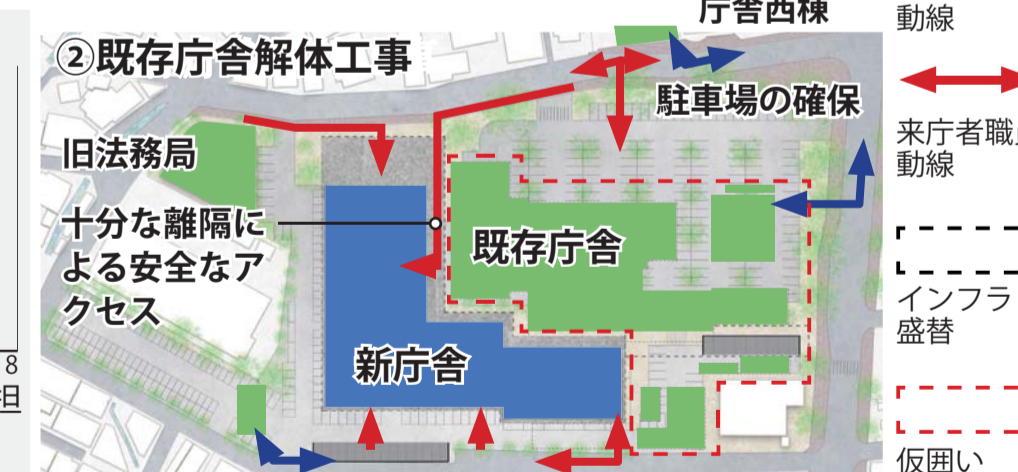 庁舎西棟
②既存庁舎解体工事
駐車場の確保
旧法務局
十分な離隔に
よる安全なア
クセス
既存庁舎
新庁舎
動線
来庁者職員
動線
インフラ
盛替
仮囲い
8